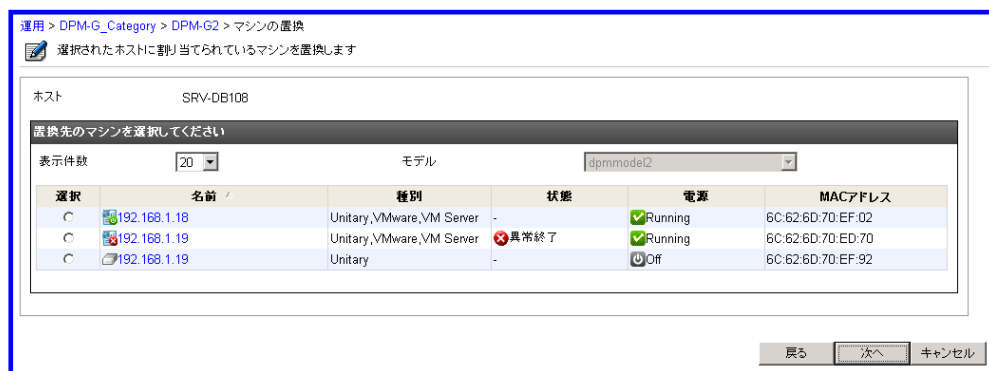 運用 > DPM-G_Category > DPM-G2 > マシンの置換
選択されたホストに割り当てられているマシンを置換します
ホスト SRV-DB108
置換先のマシンを選択してください
表示件数 20 モデル dpmmodel2
選択 名前 種別 状態 電源 MACアドレス
192.168.1.18 Unitary,VMware,VM Server - Running 6C:62:6D:70:EF:02
192.168.1.19 Unitary,VMware,VM Server 異常終了 Running 6C:62:6D:70:ED:70
192.168.1.19 Unitary - Off 6C:62:6D:70:EF:92
戻る 次へ キャンセル